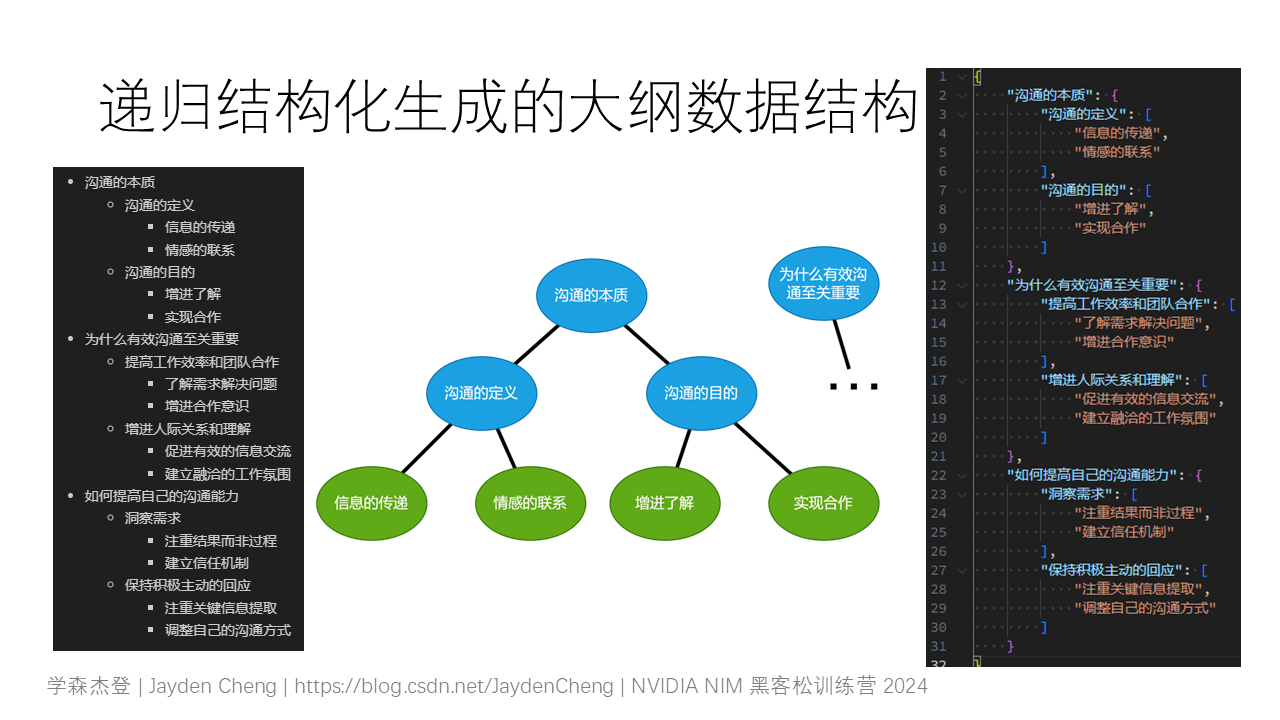 递归结构化生成的大纲数据结构
沟通的本质
沟通的定义
信息的传递
情感的联系
沟通的目的
增进了解
实现合作
为什么有效沟通至关重要
提高工作效率和团队合作
了解需求解决问题
增进合作意识
增进人际关系和理解
促进有效的信息交流
建立融洽的工作氛围
如何提高自己的沟通能力
洞察需求
注重结果而非过程
建立信任机制
保持积极主动的回应
注重关键信息提取
调整自己的沟通方式
沟通的本质
为什么有效沟
通至关重要
沟通的定义
沟通的目的
...
信息的传递
情感的联系
增进了解
实现合作
1 {
2 "沟通的本质": {
3 "沟通的定义": [
4 "信息的传递",
5 "情感的联系"
6 ],
7 "沟通的目的": [
8 "增进了解",
9 "实现合作"
10 ]
11 },
12 "为什么有效沟通至关重要": {
13 "提高工作效率和团队合作": [
14 "了解需求解决问题",
15 "增进合作意识"
16 ],
17 "增进人际关系和理解": [
18 "促进有效的信息交流",
19 "建立融洽的工作氛围"
20 ]
21 },
22 "如何提高自己的沟通能力": {
23 "洞察需求": [
24 "注重结果而非过程",
25 "建立信任机制"
26 ],
27 "保持积极主动的回应": [
28 "注重关键信息提取",
29 "调整自己的沟通方式"
30 ]
31 }
32 }
学森杰登 | Jayden Cheng | https://blog.csdn.net/JaydenCheng | NVIDIA NIM 黑客松训练营 2024